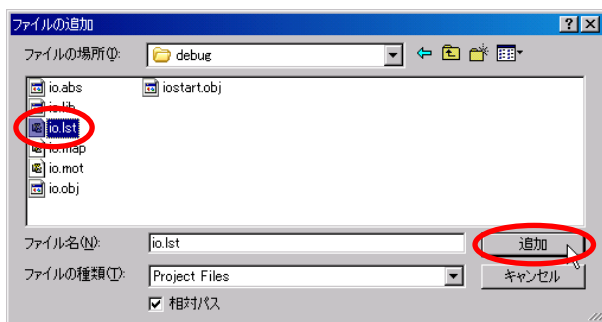 ファイルの追加
ファイルの場所(I):
debug
io.abs
iostart.obj
io.lib
io.lst
io.map
io.mot
io.obj
ファイル名(N):
io.lst
追加
ファイルの種類(T):
Project Files
キャンセル
相対パス